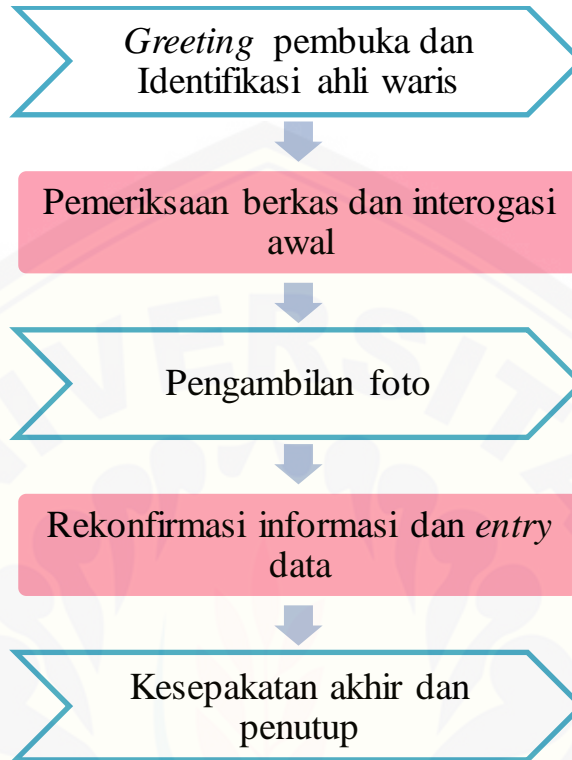 Greeting pembuka dan
Identifikasi ahli waris
Pemeriksaan berkas dan interogasi
awal
Pengambilan foto
Rekonfirmasi informasi dan entry
data
Kesepakatan akhir dan
penutup